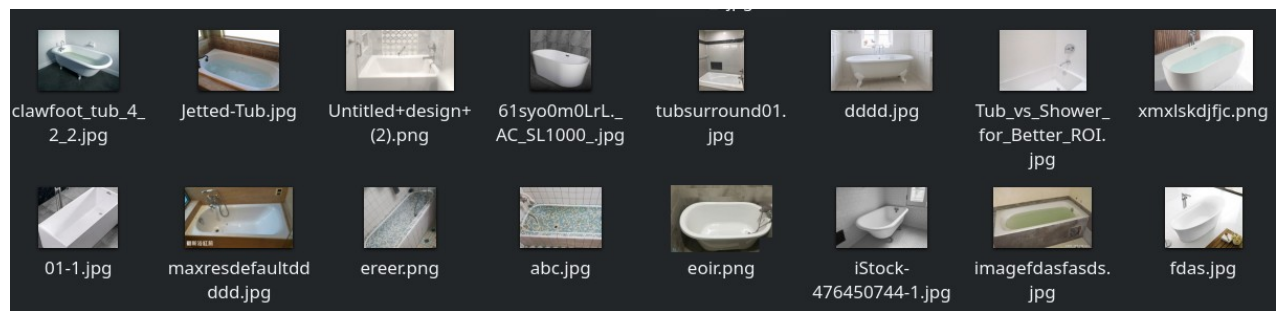 clawfoot_tub_4_
2_2.jpg
Jetted-Tub.jpg
Untitled+design+
(2).png
61syo0m0LrL._
AC_SL1000_.jpg
tubsurround01.
jpg
dddd.jpg
Tub_vs_Shower_
for_Better_ROI.
jpg
xmxlskdjfjc.png
01-1.jpg
maxresdefaultdd
ddd.jpg
ereer.png
abc.jpg
eoir.png
iStock-
476450744-1.jpg
imagefdasfasds.
jpg
fdas.jpg